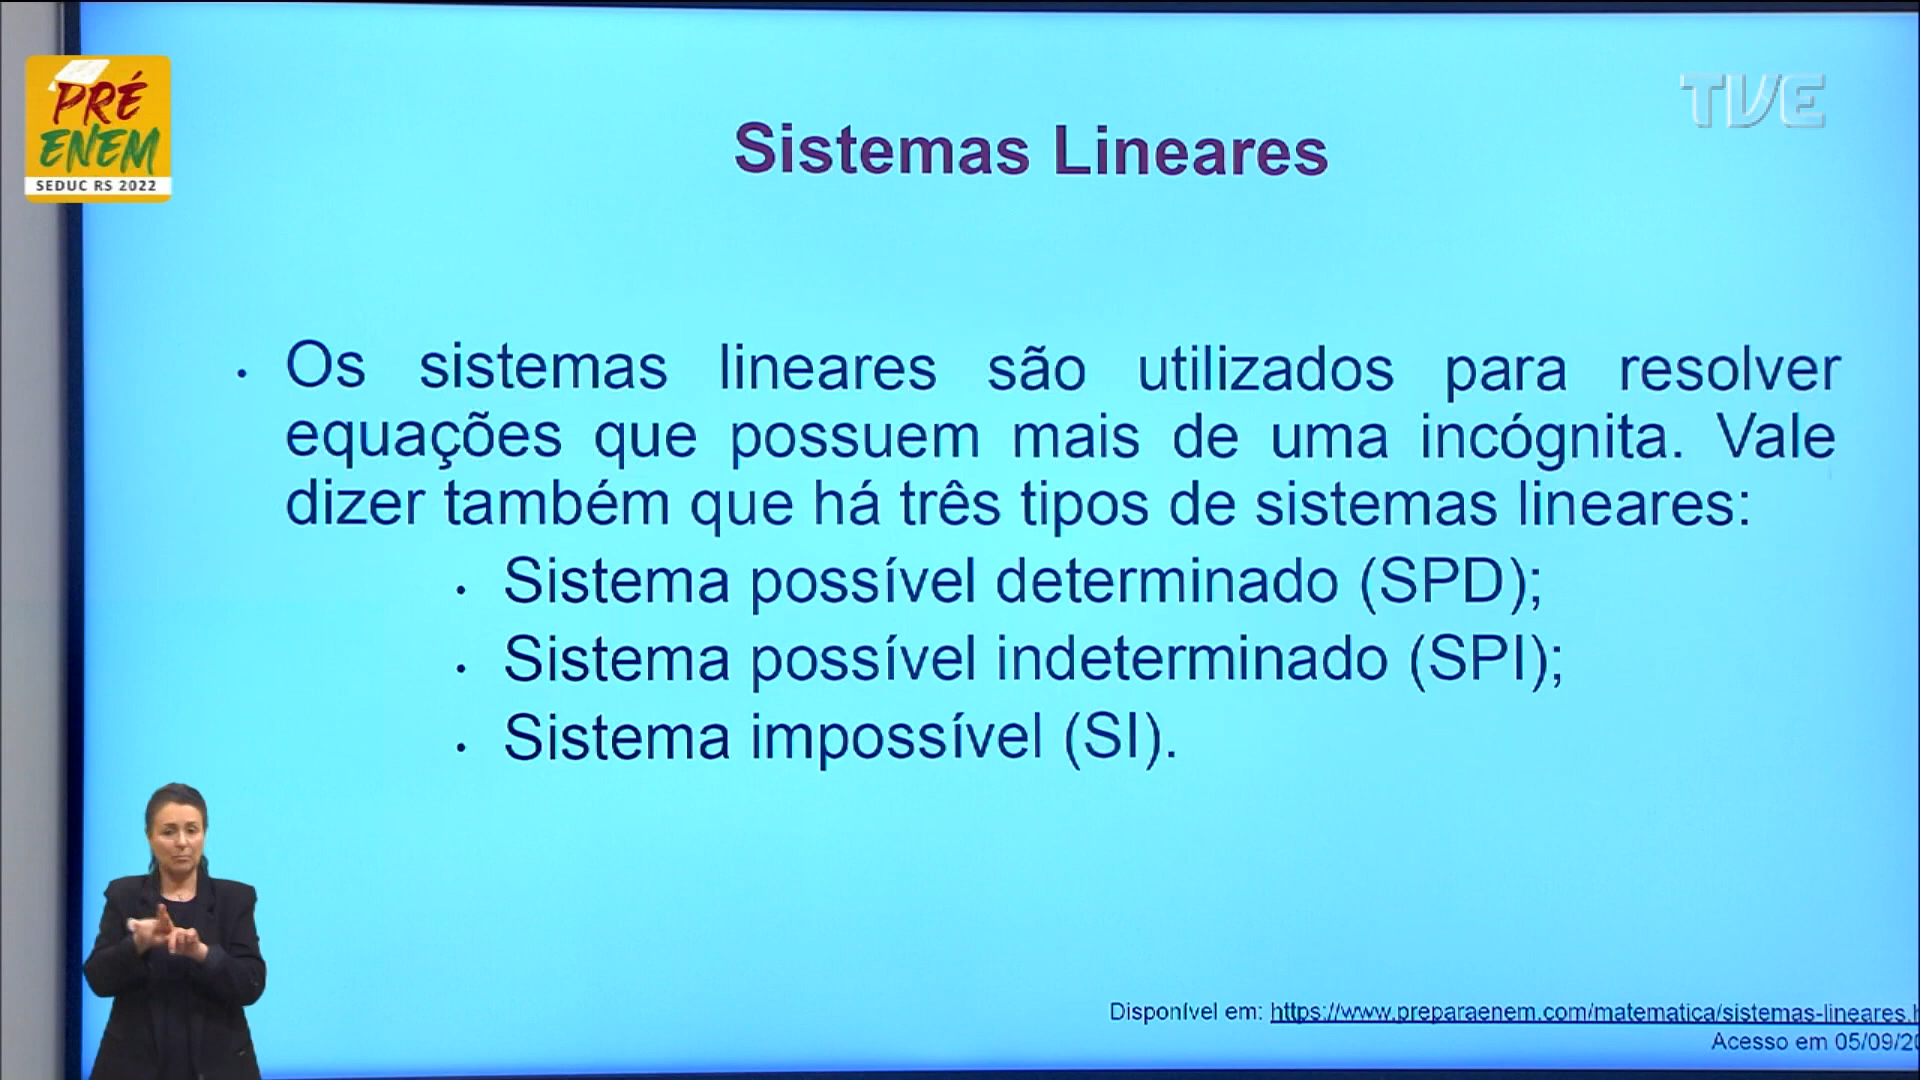 PRÉ
ENEM
SEDUC RS 2022
TVE
Sistemas Lineares
• Os sistemas lineares são utilizados para resolver
equações que possuem mais de uma incógnita. Vale
dizer também que há três tipos de sistemas lineares:
• Sistema possível determinado (SPD);
• Sistema possível indeterminado (SPI);
• Sistema impossível (SI).
Disponível em: https://www.preparaenem.com/matematica/sistemas-lineares.
Acesso em 05/09/20